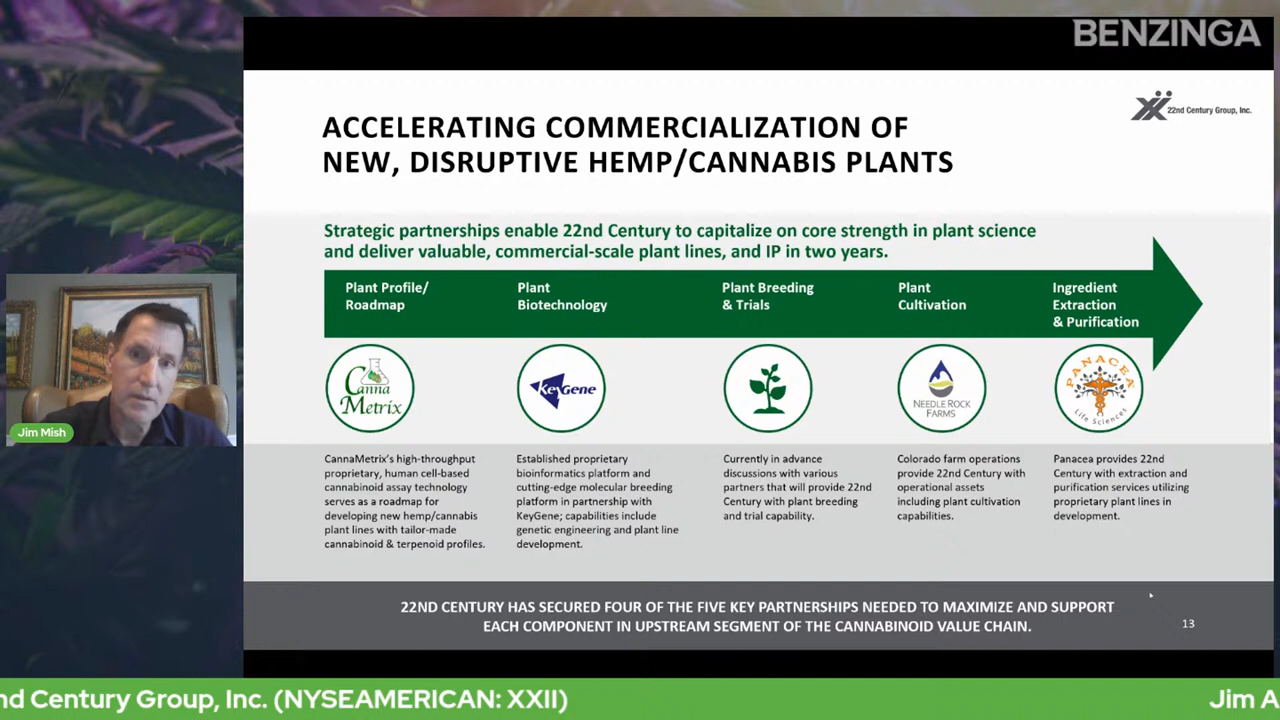 BENZINGA
22nd Century Group, Inc.
ACCELERATING COMMERCIALIZATION OF
NEW, DISRUPTIVE HEMP/CANNABIS PLANTS
Strategic partnerships enable 22nd Century to capitalize on core strength in plant science
and deliver valuable, commercial-scale plant lines, and IP in two years.
Plant Profile/
Roadmap
Plant
Biotechnology
Plant Breeding
& Trials
Plant
Cultivation
Ingredient
Extraction
& Purification
Canna
Metrix
KeyGene
NEEDLE ROCK
FARMS
PANACEA
Life Sciences
CannaMetrix's high-throughput
proprietary, human cell-based
cannabinoid assay technology
serves as a roadmap for
developing new hemp/cannabis
plant lines with tailor-made
cannabinoid & terpenoid profiles.
Established proprietary
bioinformatics platform and
cutting-edge molecular breeding
platform in partnership with
KeyGene; capabilities include
genetic engineering and plant line
development.
Currently in advance
discussions with various
partners that will provide 22nd
Century with plant breeding
and trial capability.
Colorado farm operations
provide 22nd Century with
operational assets
including plant cultivation
capabilities.
Panacea provides 22nd
Century with extraction and
purification services utilizing
proprietary plant lines in
development.
22ND CENTURY HAS SECURED FOUR OF THE FIVE KEY PARTNERSHIPS NEEDED TO MAXIMIZE AND SUPPORT
EACH COMPONENT IN UPSTREAM SEGMENT OF THE CANNABINOID VALUE CHAIN.
13
Jim Mish
nd Century Group, Inc. (NYSEAMERICAN: XXII)
Jim A